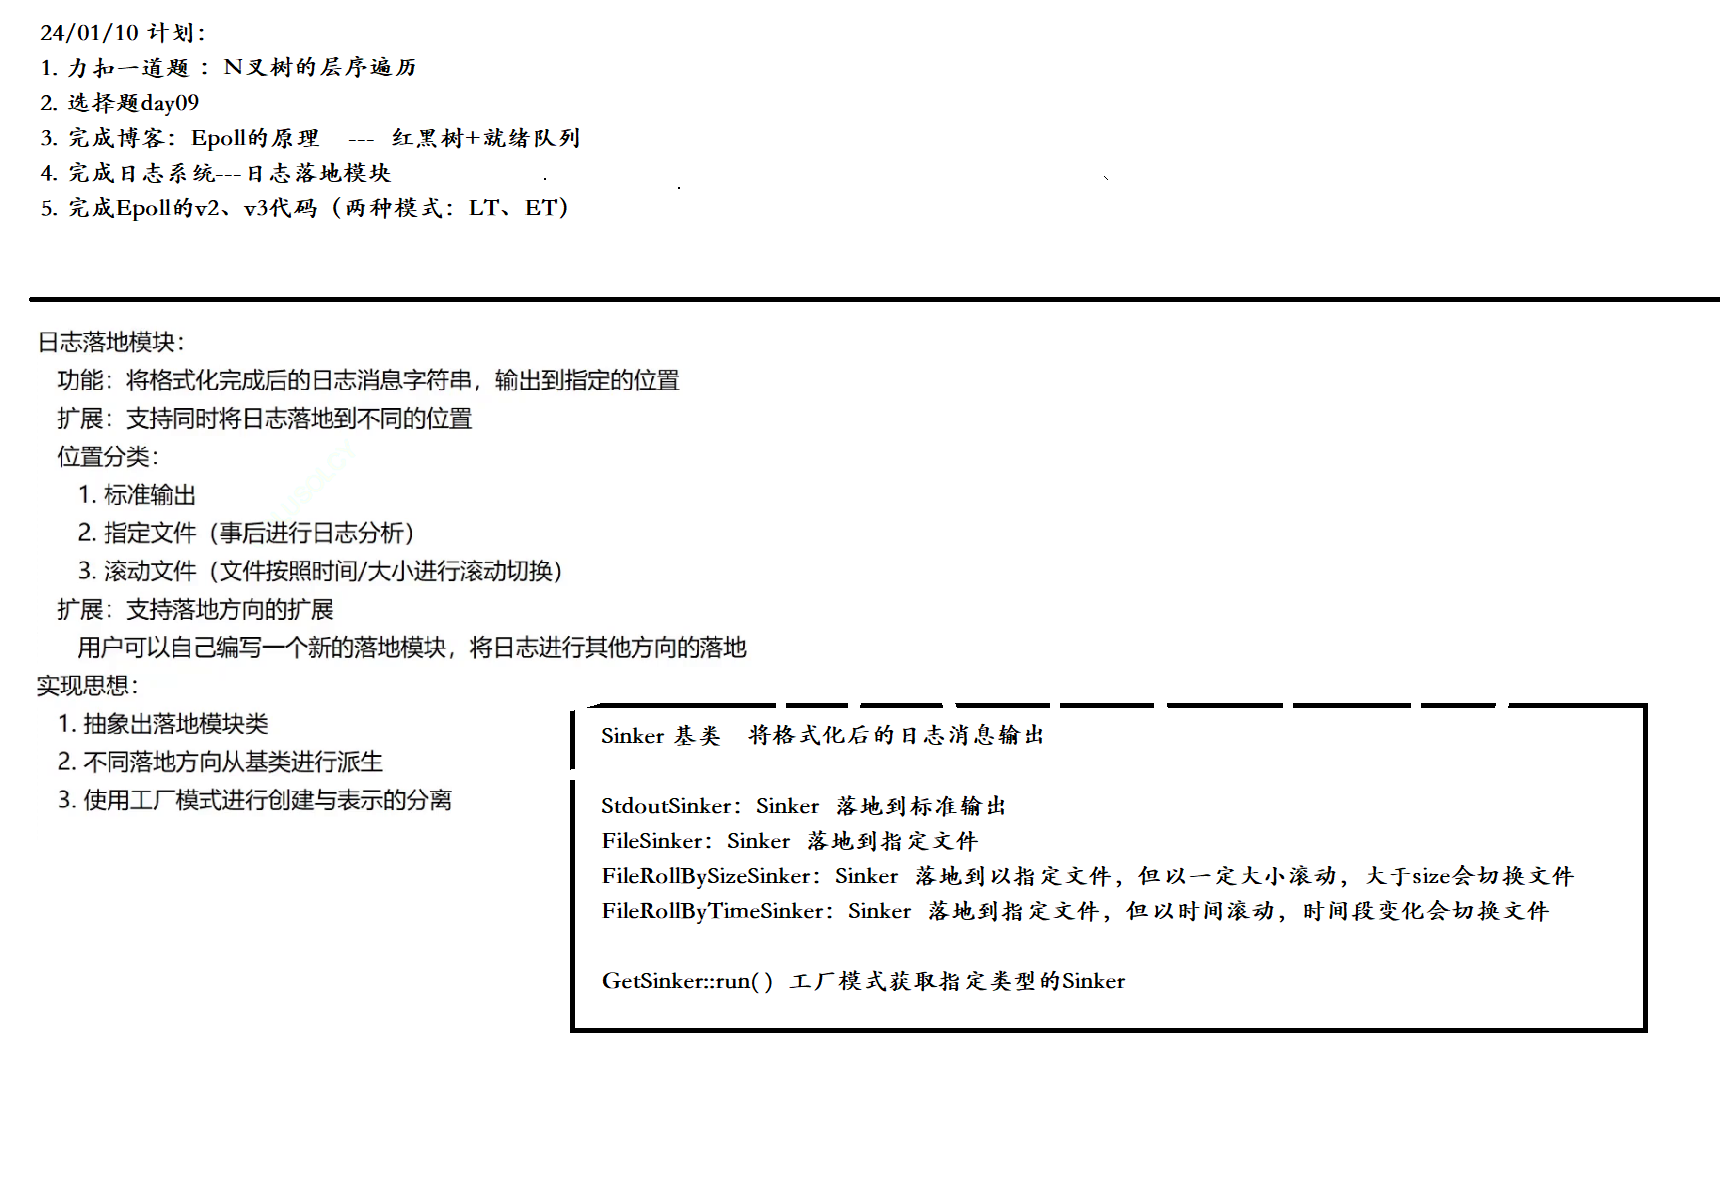 24/01/10 计划：
1. 力扣一道题 ：N叉树的层序遍历
2. 选择题day09
3. 完成博客：Epoll的原理 --- 红黑树+就绪队列
4. 完成日志系统---日志落地模块
5. 完成Epoll的v2、v3代码（两种模式：LT、ET）
日志落地模块：
功能：将格式化完成后的日志消息字符串，输出到指定的位置
扩展：支持同时将日志落地到不同的位置
位置分类：
1. 标准输出
2. 指定文件（事后进行日志分析）
3. 滚动文件（文件按照时间/大小进行滚动切换）
扩展：支持落地方向的扩展
用户可以自己编写一个新的落地模块，将日志进行其他方向的落地
实现思想：
1. 抽象出落地模块类
2. 不同落地方向从基类进行派生
3. 使用工厂模式进行创建与表示的分离
Sinker 基类 将格式化后的日志消息输出
StdoutSinker：Sinker 落地到标准输出
FileSinker：Sinker 落地到指定文件
FileRollBySizeSinker：Sinker 落地到以指定文件，但以一定大小滚动，大于size会切换文件
FileRollByTimeSinker：Sinker 落地到指定文件，但以时间滚动，时间段变化会切换文件
GetSinker::run( ) 工厂模式获取指定类型的Sinker